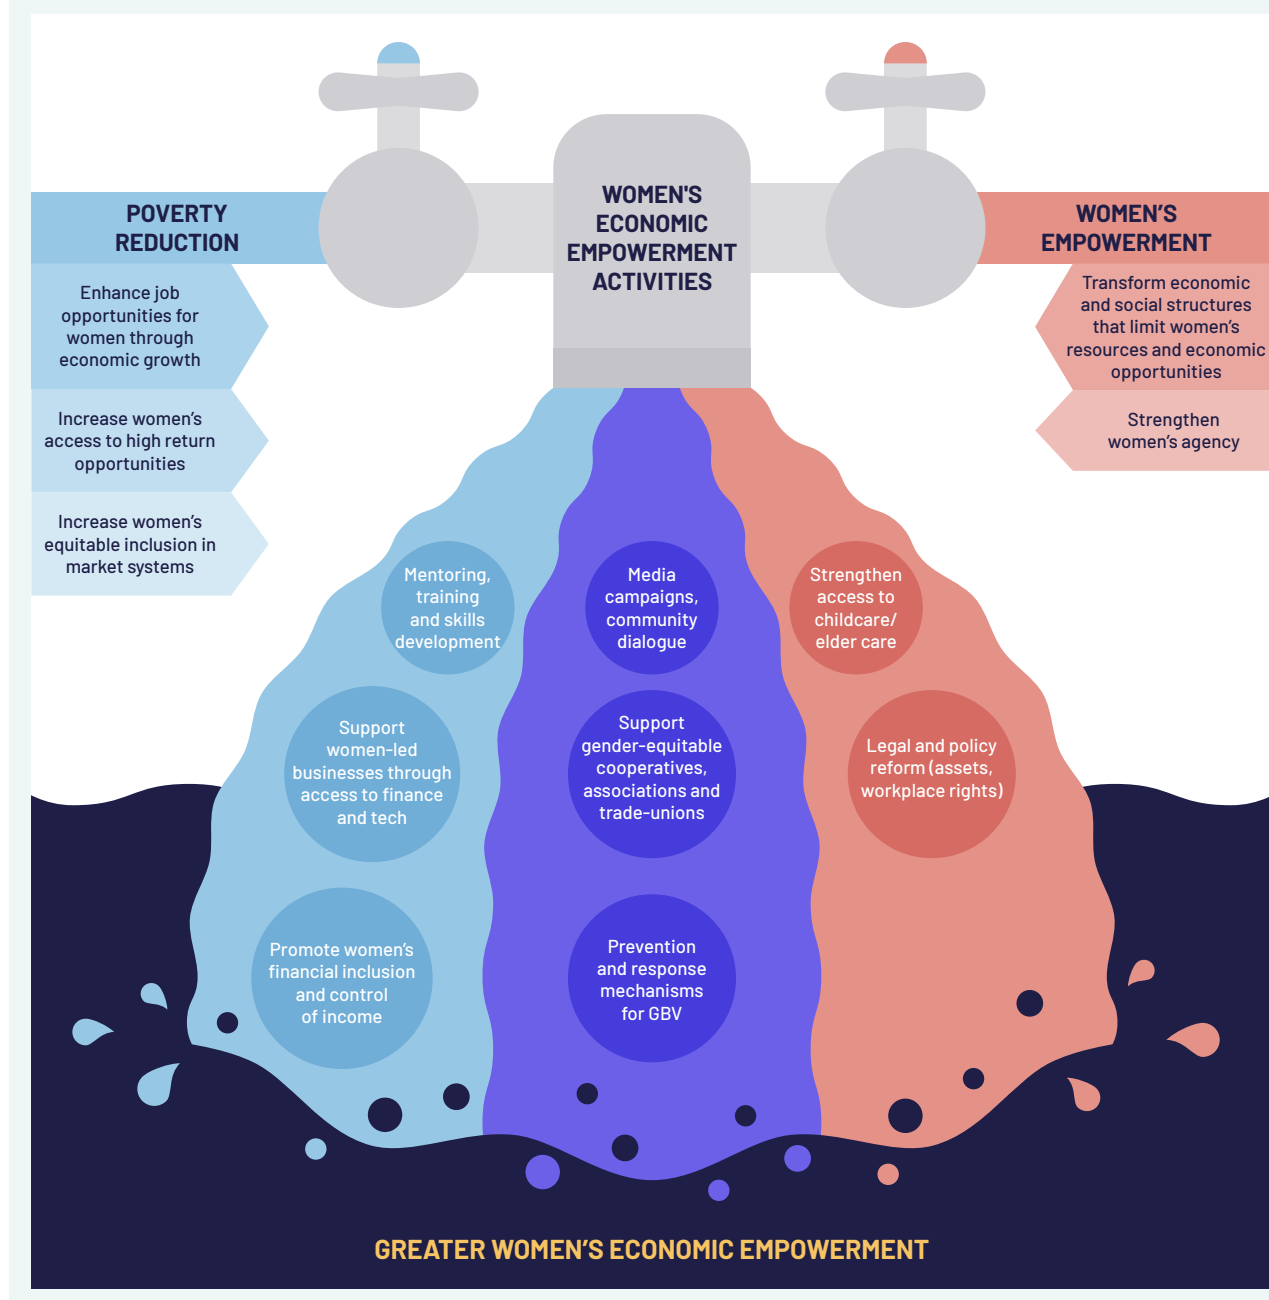 WOMEN'S
ECONOMIC
EMPOWERMENT
ACTIVITIES
POVERTY
REDUCTION
Enhance job
opportunities for
women through
economic growth
Increase women’s
access to high return
opportunities
Increase women’s
equitable inclusion in
market systems
WOMEN’S
EMPOWERMENT
Transform economic
and social structures
that limit women’s
resources and economic
opportunities
Strengthen
women’s agency
Mentoring,
training
and skills
development
Media
campaigns,
community
dialogue
Strengthen
access to
childcare/
elder care
Support
women-led
businesses through
access to finance
and tech
Support
gender-equitable
cooperatives,
associations and
trade-unions
Legal and policy
reform (assets,
workplace rights)
Promote women’s
financial inclusion
and control
of income
Prevention
and response
mechanisms
for GBV
GREATER WOMEN’S ECONOMIC EMPOWERMENT